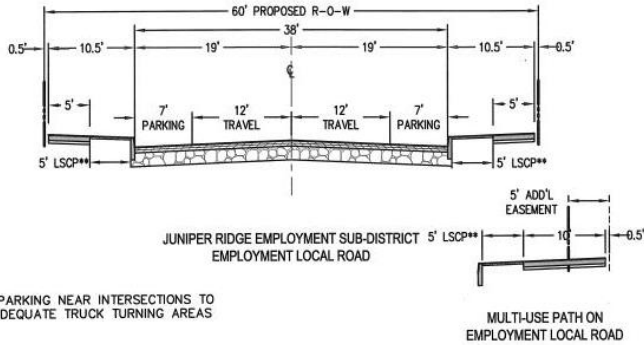 60' PROPOSED R-O-W
38'
0.5' 10.5' 19' 19' 10.5' 0.5'
℄
5' 7' 12' 12' 7' 5'
PARKING TRAVEL TRAVEL PARKING
5' LSCP** 5' LSCP**
5' ADD'L
EASEMENT
JUNIPER RIDGE EMPLOYMENT SUB-DISTRICT 5' LSCP** 10' 0.5'
EMPLOYMENT LOCAL ROAD
PARKING NEAR INTERSECTIONS TO
DEQUATE TRUCK TURNING AREAS
MULTI-USE PATH ON
EMPLOYMENT LOCAL ROAD